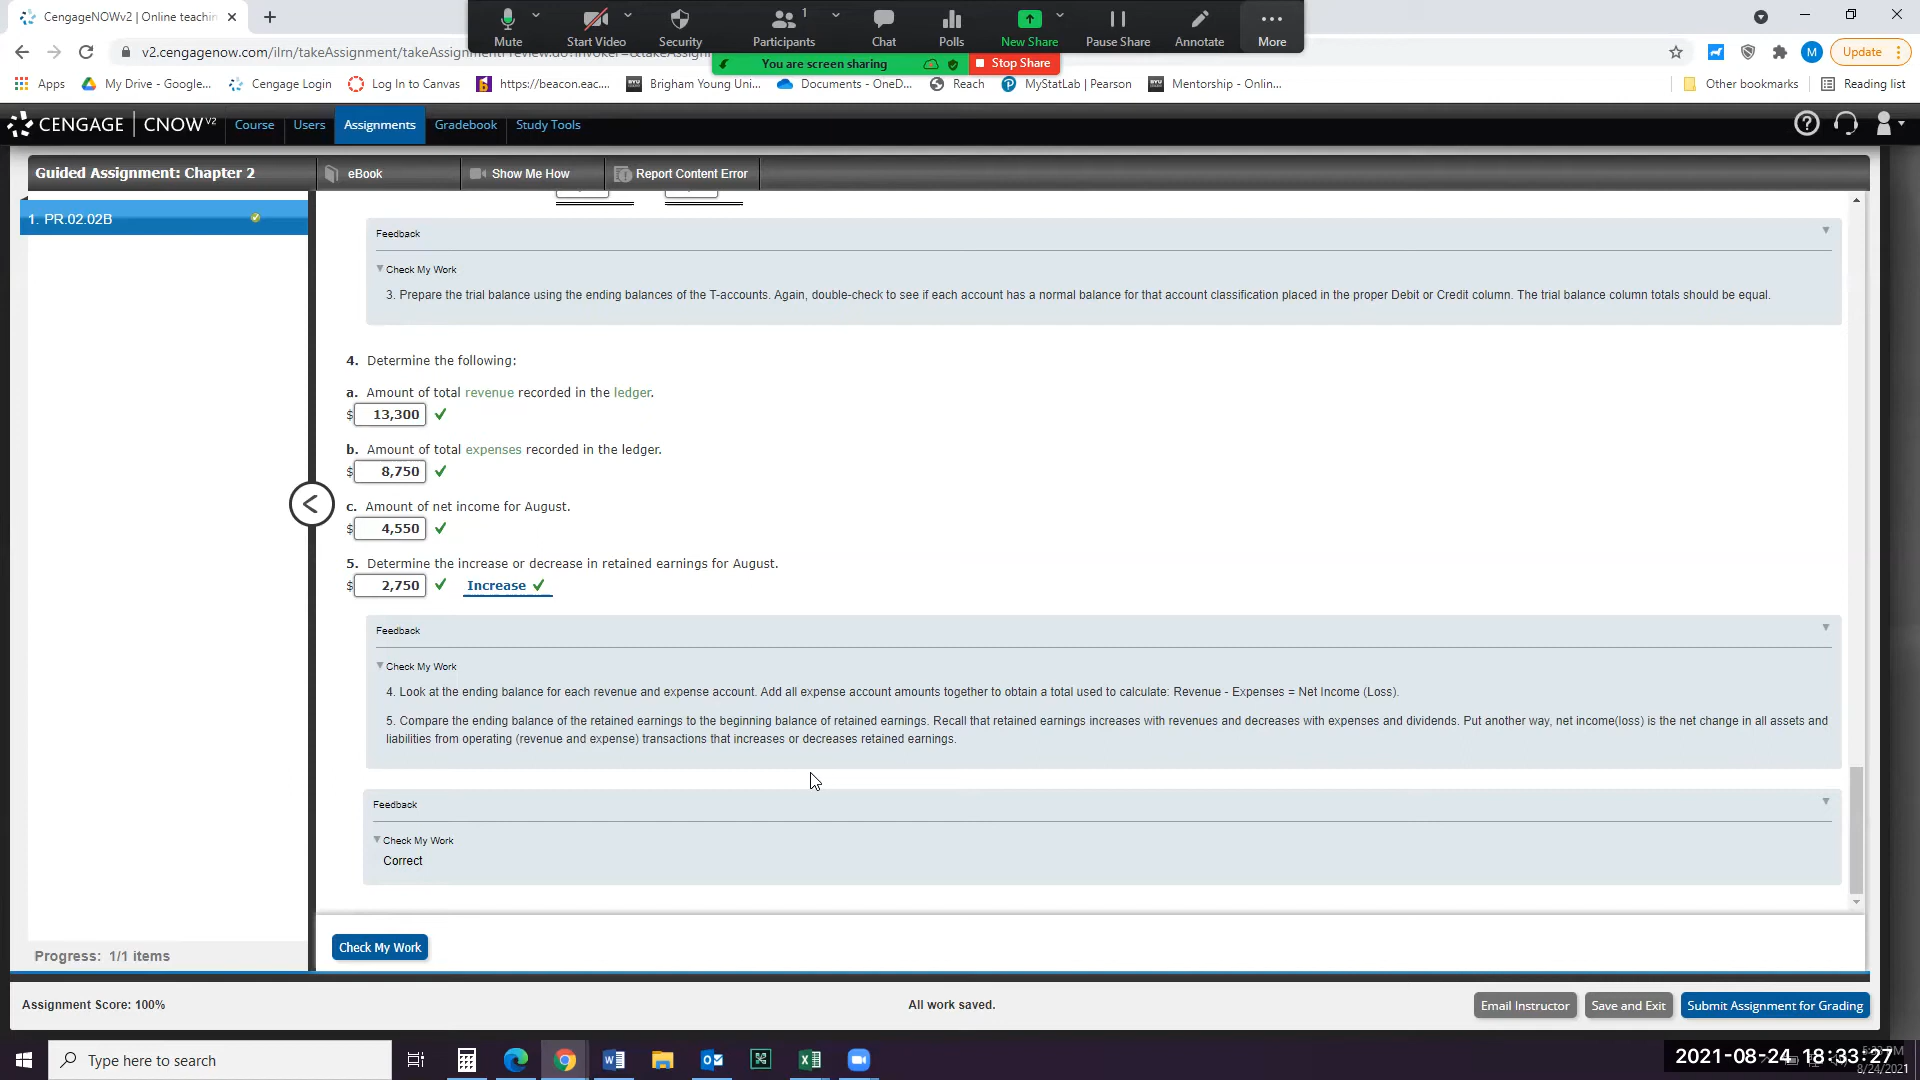 CengageNOWv2 | Online teachin
Mute
Start Video
Security
Participants
1
Chat
Polls
New Share
Pause Share
Annotate
More
v2.cengagenow.com/ilrn/takeAssignment/takeAssignm
You are screen sharing
Stop Share
M
Update
Apps
My Drive - Google...
Cengage Login
Log In to Canvas
https://beacon.eac....
Brigham Young Uni...
Documents - OneD...
Reach
MyStatLab | Pearson
Mentorship - Onlin...
Other bookmarks
Reading list
CENGAGE | CNOWv2
Course
Users
Assignments
Gradebook
Study Tools
Guided Assignment: Chapter 2
eBook
Show Me How
Report Content Error
1. PR.02.02B
Feedback
Check My Work
3. Prepare the trial balance using the ending balances of the T-accounts. Again, double-check to see if each account has a normal balance for that account classification placed in the proper Debit or Credit column. The trial balance column totals should be equal.
4. Determine the following:
a. Amount of total revenue recorded in the ledger.
$ 13,300
b. Amount of total expenses recorded in the ledger.
$ 8,750
c. Amount of net income for August.
$ 4,550
5. Determine the increase or decrease in retained earnings for August.
$ 2,750 Increase
Feedback
Check My Work
4. Look at the ending balance for each revenue and expense account. Add all expense account amounts together to obtain a total used to calculate: Revenue - Expenses = Net Income (Loss).
5. Compare the ending balance of the retained earnings to the beginning balance of retained earnings. Recall that retained earnings increases with revenues and decreases with expenses and dividends. Put another way, net income(loss) is the net change in all assets and
liabilities from operating (revenue and expense) transactions that increases or decreases retained earnings.
Feedback
Check My Work
Correct
Check My Work
Progress: 1/1 items
Assignment Score: 100%
All work saved.
Email Instructor
Save and Exit
Submit Assignment for Grading
Type here to search
2021-08-24 18:33:27
8/24/2021